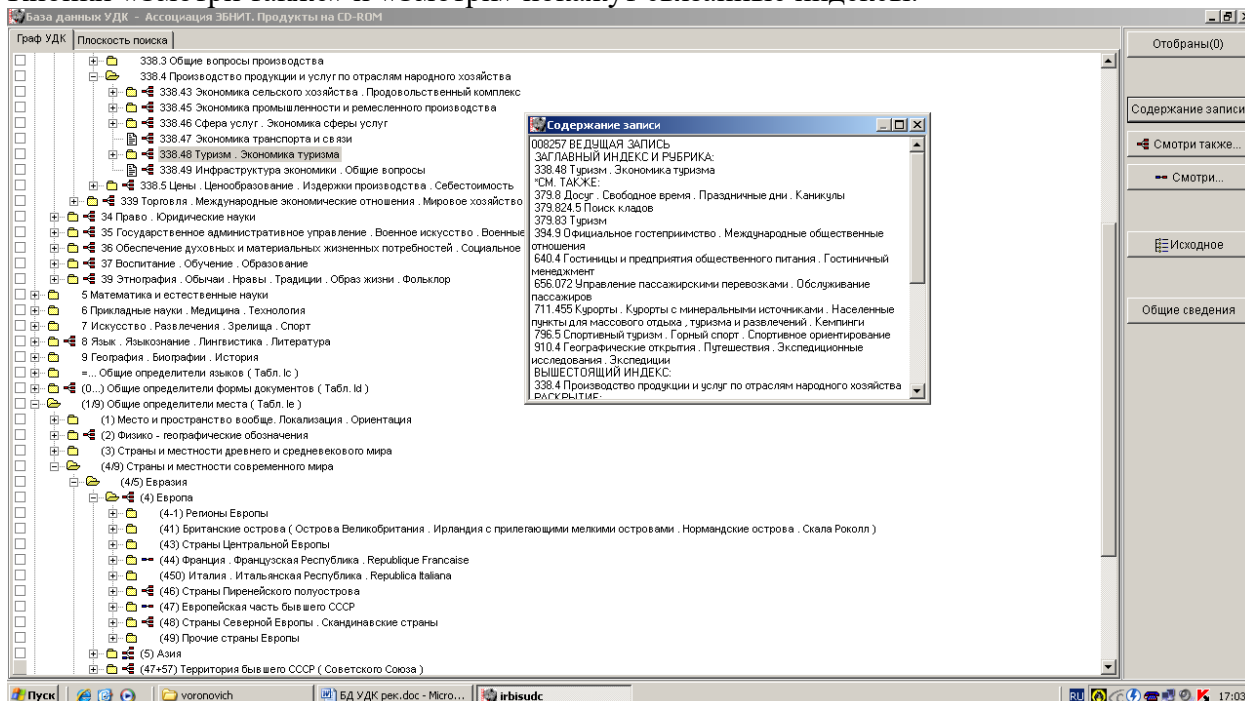 База данных УДК - Ассоциация ЭБНИТ. Продукты на CD-ROM
Граф УДК Плоскость поиска
338.3 Общие вопросы производства
338.4 Производство продукции и услуг по отраслям народного хозяйства
338.43 Экономика сельского хозяйства . Продовольственный комплекс
338.45 Экономика промышленности и ремесленного производства
338.46 Сфера услуг . Экономика сферы услуг
338.47 Экономика транспорта и связи
338.48 Туризм . Экономика туризма
338.49 Инфраструктура экономики . Общие вопросы
338.5 Цены . Ценообразование . Издержки производства . Себестоимость
339 Торговля . Международные экономические отношения . Мировое хозяйство
34 Право . Юридические науки
35 Государственное административное управление . Военное искусство . Военные
36 Обеспечение духовных и материальных жизненных потребностей . Социальное
37 Воспитание . Обучение . Образование
39 Этнография . Обычаи . Нравы . Традиции . Образ жизни . Фольклор
5 Математика и естественные науки
6 Прикладные науки . Медицина . Технология
7 Искусство . Развлечения . Зрелища . Спорт
8 Язык . Языкознание . Лингвистика . Литература
9 География . Биографии . История
=... Общие определители языков ( Табл. Ic )
(0...) Общие определители формы документов ( Табл. Id )
(1/9) Общие определители места ( Табл. Ie )
(1) Место и пространство вообще. Локализация . Ориентация
(2) Физико - географические обозначения
(3) Страны и местности древнего и средневекового мира
(4/9) Страны и местности современного мира
(4/5) Евразия
(4) Европа
(4-1) Регионы Европы
(41) Британские острова ( Острова Великобритания . Ирландия с прилегающими мелкими островами . Нормандские острова . Скала Роколл )
(43) Страны Центральной Европы
(44) Франция . Французская Республика . Republique Francaise
(450) Италия . Итальянская Республика . Republica Italiana
(46) Страны Пиренейского полуострова
(47) Европейская часть бывшего СССР
(48) Страны Северной Европы . Скандинавские страны
(49) Прочие страны Европы
(5) Азия
(47+57) Территория бывшего СССР ( Советского Союза )
Содержание записи
008257 ВЕДУЩАЯ ЗАПИСЬ
ЗАГЛАВНЫЙ ИНДЕКС И РУБРИКА:
338.48 Туризм . Экономика туризма
*СМ. ТАКЖЕ:
379.8 Досуг . Свободное время . Праздничные дни . Каникулы
379.824.5 Поиск кладов
379.83 Туризм
394.9 Официальное гостеприимство . Международные общественные
отношения
640.4 Гостиницы и предприятия общественного питания . Гостиничный
менеджмент
656.072 Управление пассажирскими перевозками . Обслуживание
пассажиров
711.455 Курорты . Курорты с минеральными источниками . Населенные
пункты для массового отдыха , туризма и развлечений . Кемпинги
796.5 Спортивный туризм . Горный спорт . Спортивное ориентирование
910.4 Географические открытия . Путешествия . Экспедиционные
исследования . Экспедиции
ВЫШЕСТОЯЩИЙ ИНДЕКС:
338.4 Производство продукции и услуг по отраслям народного хозяйства
РАСКРЫТИЕ:
Отобраны(0)
Содержание записи
Смотри также...
Смотри...
Исходное
Общие сведения
Пуск voronovich БД УДК рек.doc - Micro... irbisudc RU 17:03